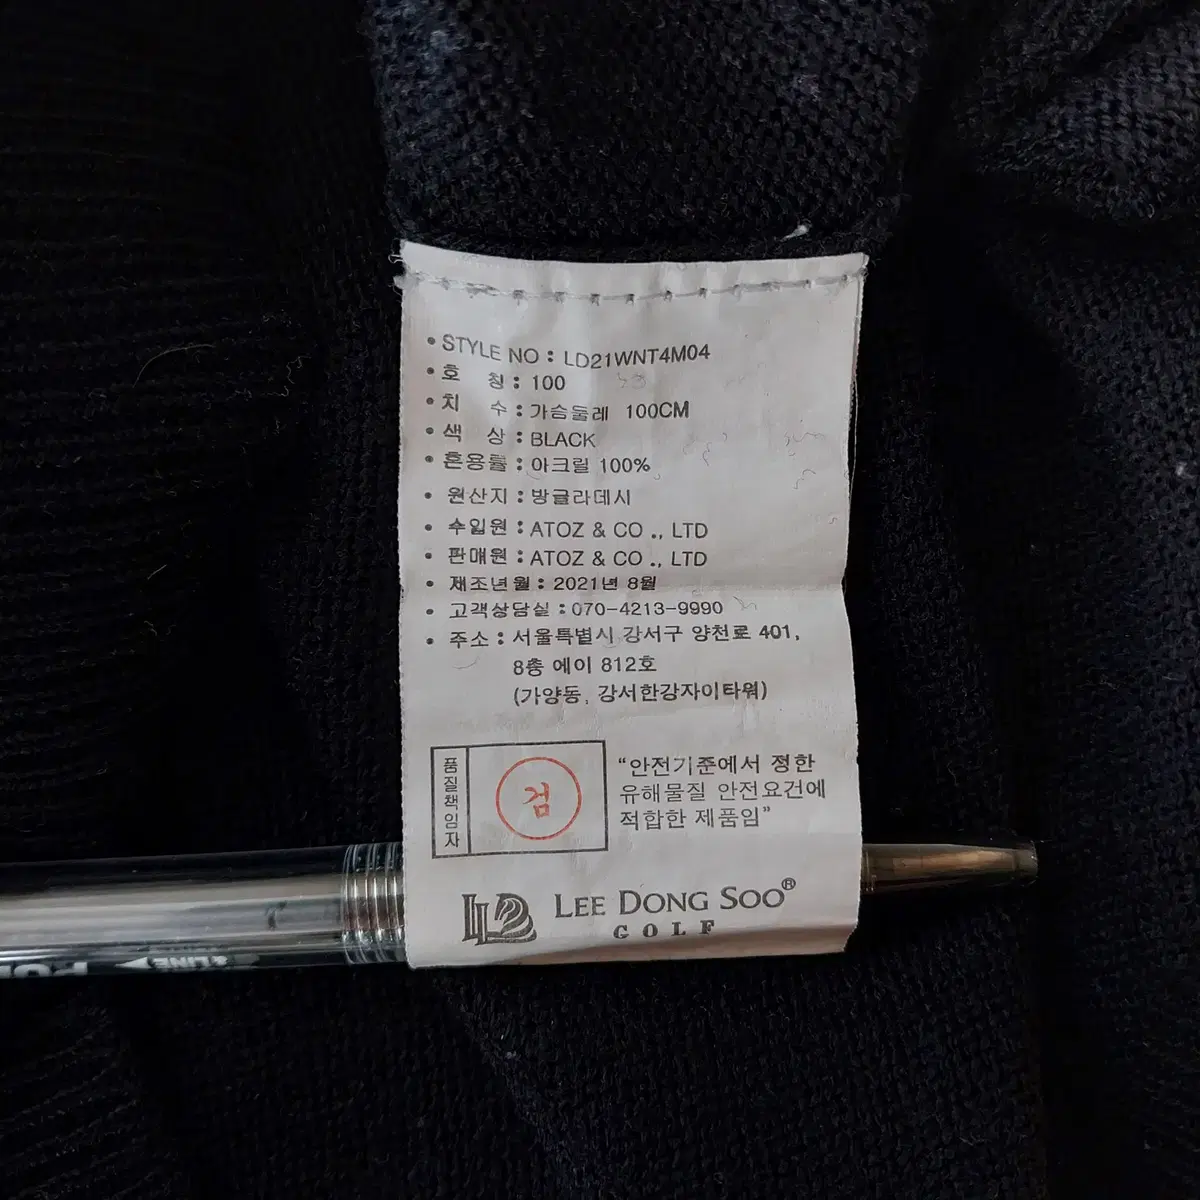 • STYLE NO : LD21WNT4M04
• 호 칭 : 100
• 치 수 : 가슴둘레 100CM
• 색 상 : BLACK
• 혼용률 : 아크릴 100%
• 원산지 : 방글라데시
• 수입원 : ATOZ & CO ., LTD
• 판매원 : ATOZ & CO ., LTD
• 제조년월 : 2021년 8월
• 고객상담실 : 070-4213-9990
• 주소 : 서울특별시 강서구 양천로 401,
8층 에이 812호
(가양동, 강서한강자이타워)
품질책임자
검
“안전기준에서 정한
유해물질 안전요건에
적합한 제품임”
LEE DONG SOO®
GOLF
& LINE